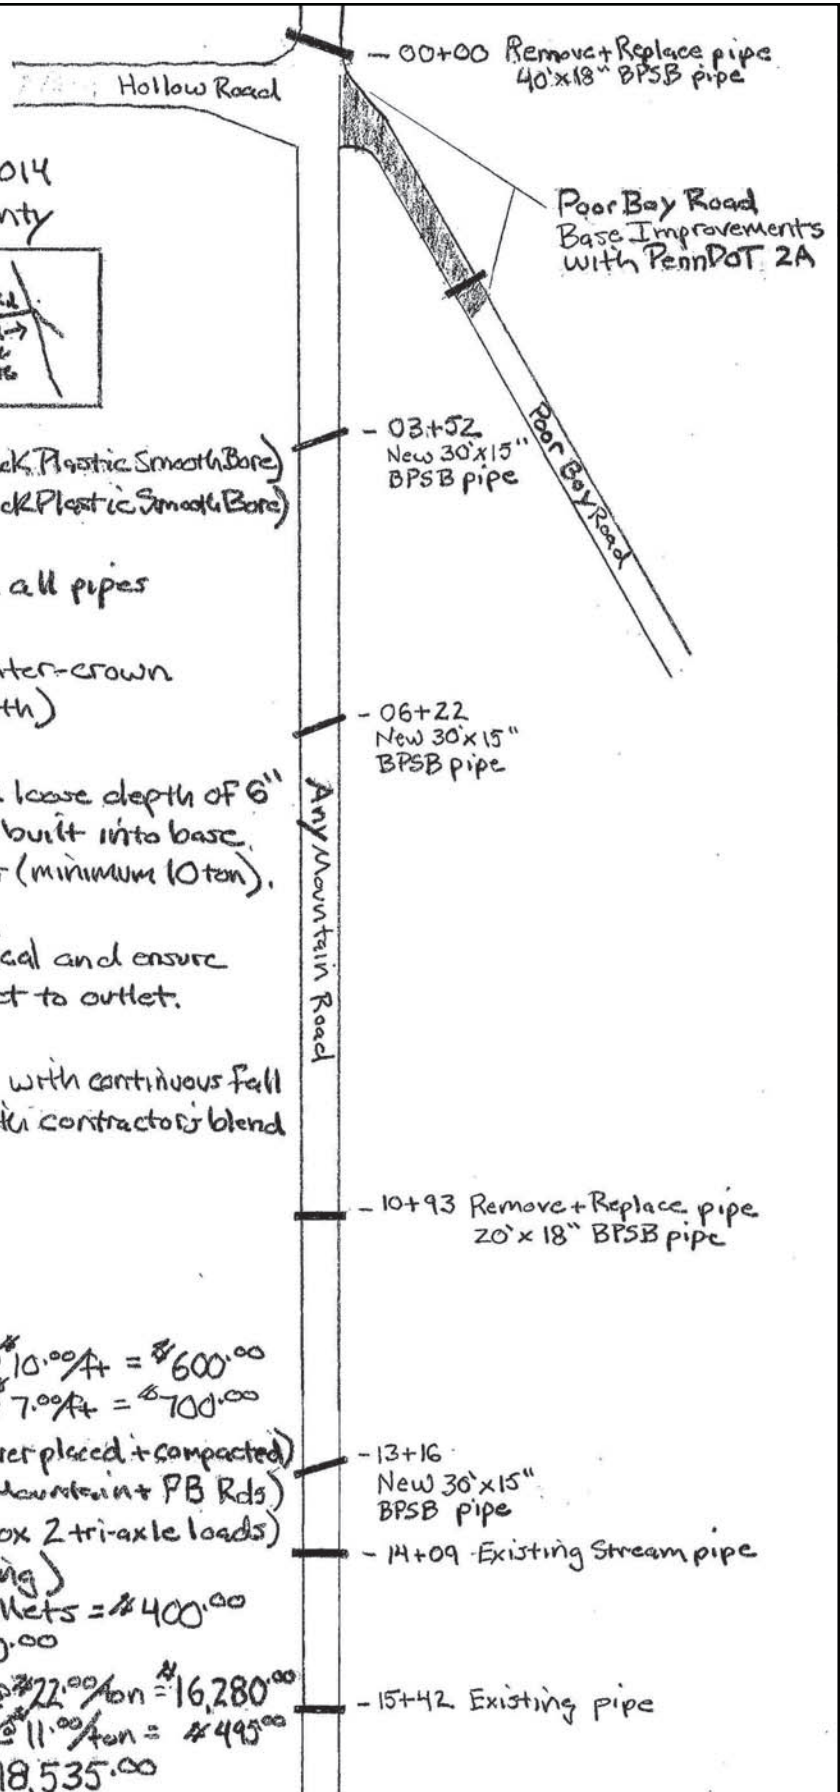 00+00 Remove + Replace pipe
40'x18" BPSB pipe
Hollow Road
Poor Boy Road
Base Improvements
with PennDOT 2A
014
nty
03+52
New 30'x15"
BPSB pipe
Poor Boy Road
ck Plastic Smooth Bore)
ck Plastic Smooth Bore)
all pipes
ter-crown
th)
06+22
New 30'x15"
BPSB pipe
Any Mountain Road
loose depth of 6"
built into base.
(minimum 10 ton).
and ensure
ct to outlet.
with continuous fall
contractor's blend
10+93 Remove + Replace pipe
20'x18" BPSB pipe
$10.00/ft = $600.00
$7.00/ft = $700.00
er placed + compacted)
Mountain + PB Rds)
ox 2 tri-axle loads)
ng)
lets = $400.00
0.00
@ $22.00/ton = $16,280.00
@ $11.00/ton = $495.00
18,535.00
13+16
New 30'x15"
BPSB pipe
14+09 Existing Stream pipe
15+42 Existing pipe